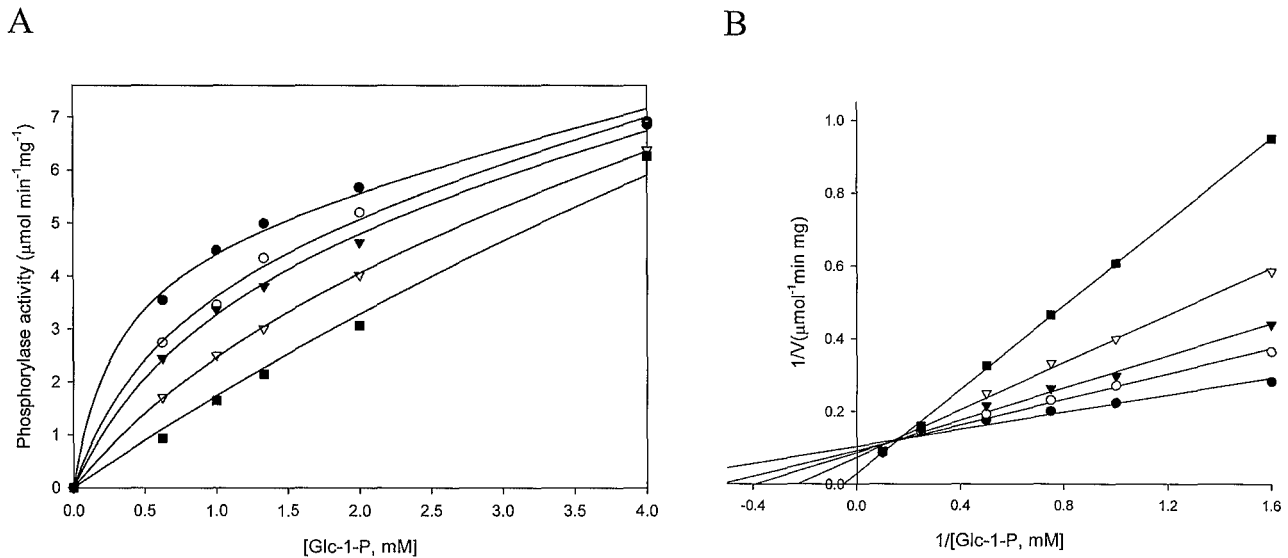 A
B
Phosphorylase activity (μmol min⁻¹mg⁻¹)
7
6
5
4
3
2
1
0
0.0 0.5 1.0 1.5 2.0 2.5 3.0 3.5 4.0
[Glc-1-P, mM]
1/V(μmol⁻¹min mg)
1.0
0.8
0.6
0.4
0.2
0.0
-0.4 0.0 0.4 0.8 1.2 1.6
1/[Glc-1-P, mM]